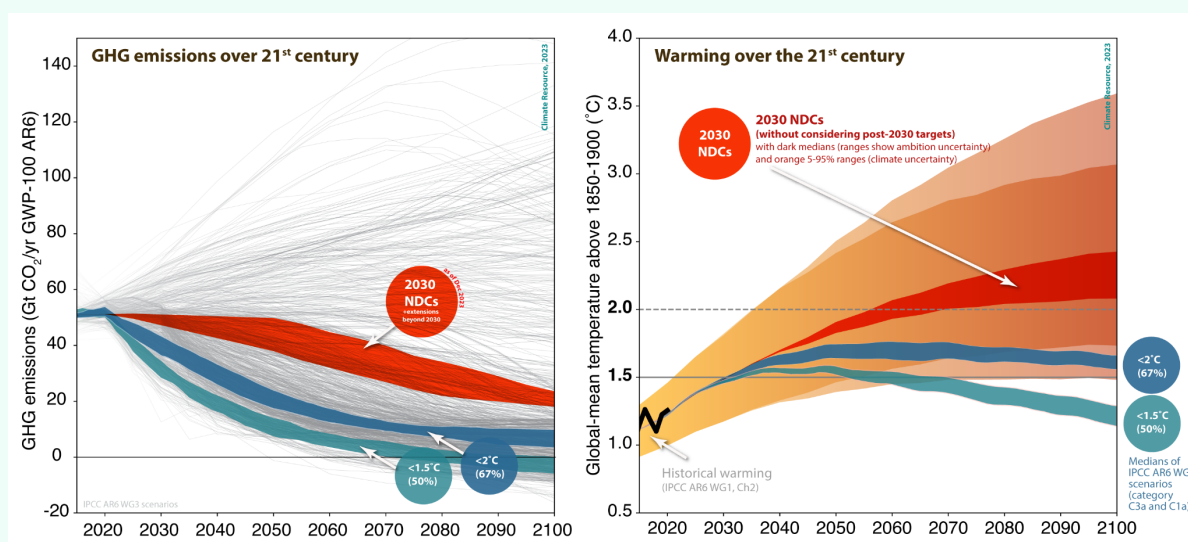 GHG emissions over 21st century
Climate Resource, 2023
GHG emissions (Gt CO2/yr GWP-100 AR6)
140
120
100
80
60
40
20
0
-20
2030
NDCs
+extensions
beyond 2030
as of Dec 2023
<2°C
(67%)
<1.5°C
(50%)
IPCC AR6 WG3 scenarios
2020 2030 2040 2050 2060 2070 2080 2090 2100
Warming over the 21st century
Climate Resource, 2023
Global-mean temperature above 1850-1900 (°C)
4.0
3.5
3.0
2.5
2.0
1.5
1.0
0.5
2030
NDCs
2030 NDCs
(without considering post-2030 targets)
with dark medians (ranges show ambition uncertainty)
and orange 5-95% ranges (climate uncertainty)
Historical warming
(IPCC AR6 WG1, Ch2)
<2°C
(67%)
<1.5°C
(50%)
Medians of
IPCC AR6 WG
scenarios
(category
C3a and C1a)
2020 2030 2040 2050 2060 2070 2080 2090 2100